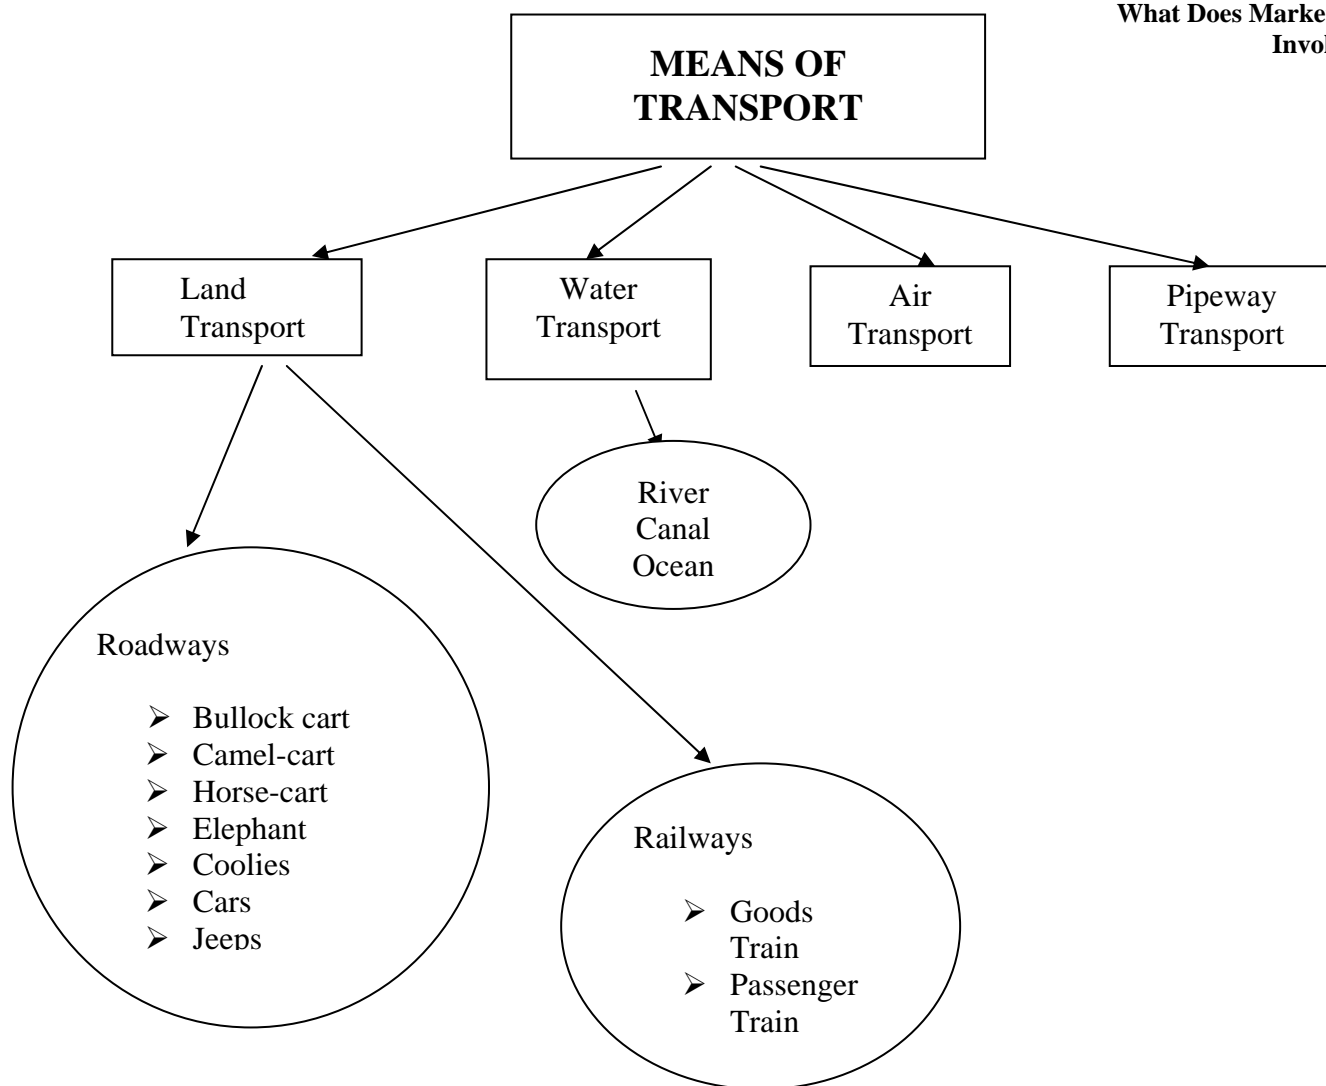 What Does Marke
Invol
MEANS OF
TRANSPORT
Land
Transport
Water
Transport
Air
Transport
Pipeway
Transport
River
Canal
Ocean
Roadways
➢ Bullock cart
➢ Camel-cart
➢ Horse-cart
➢ Elephant
➢ Coolies
➢ Cars
➢ Jeeps
Railways
➢ Goods
Train
➢ Passenger
Train